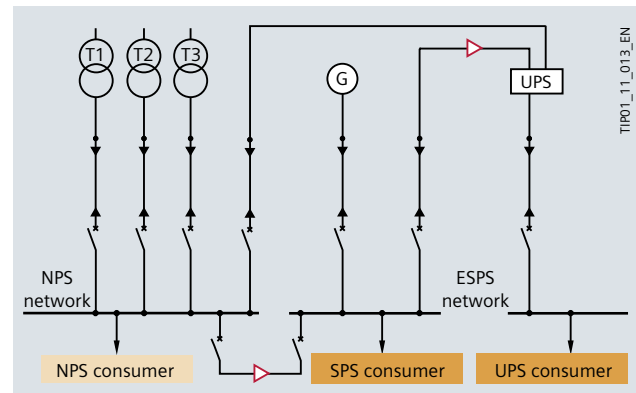 T1 T2 T3
G
UPS
TIP01_11_013_EN
NPS
network
ESPS
network
NPS consumer
SPS consumer
UPS consumer